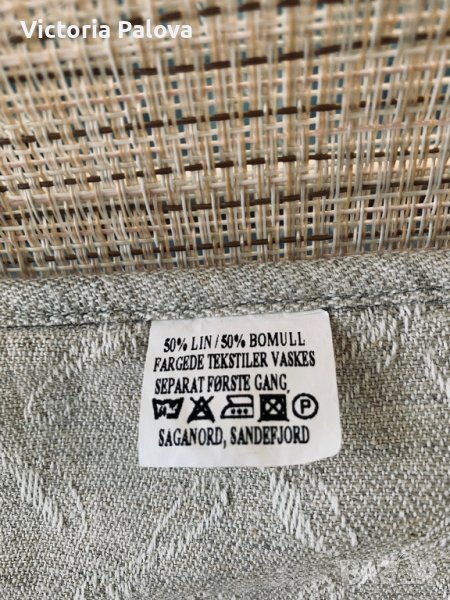 Victoria Palova
50% LIN / 50% BOMULL
FARGEDE TEKSTILER VASKES
SEPARAT FØRSTE GANG
P
SAGANORD, SANDEFJORD